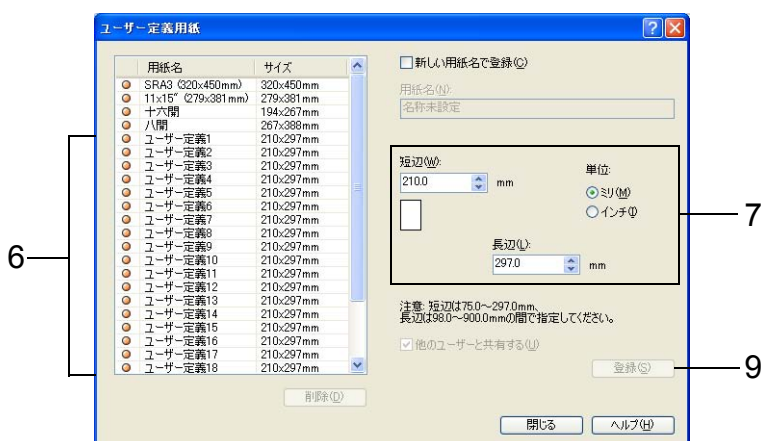 ユーザー定義用紙
用紙名 サイズ
SRA3 (320x450mm) 320x450mm
11x15" (279x381mm) 279x381mm
十六開 194x267mm
八開 267x388mm
ユーザー定義1 210x297mm
ユーザー定義2 210x297mm
ユーザー定義3 210x297mm
ユーザー定義4 210x297mm
ユーザー定義5 210x297mm
ユーザー定義6 210x297mm
ユーザー定義7 210x297mm
ユーザー定義8 210x297mm
ユーザー定義9 210x297mm
ユーザー定義10 210x297mm
ユーザー定義11 210x297mm
ユーザー定義12 210x297mm
ユーザー定義13 210x297mm
ユーザー定義14 210x297mm
ユーザー定義15 210x297mm
ユーザー定義16 210x297mm
ユーザー定義17 210x297mm
ユーザー定義18 210x297mm
削除(D)
6
新しい用紙名で登録(C)
用紙名(N):
名称未設定
短辺(W):
210.0 mm
単位:
ミリ(M)
インチ(I)
長辺(L):
297.0 mm
7
注意: 短辺は75.0～297.0mm、
長辺は98.0～900.0mmの間で指定してください。
他のユーザーと共有する(U)
登録(S)
9
閉じる ヘルプ(H)